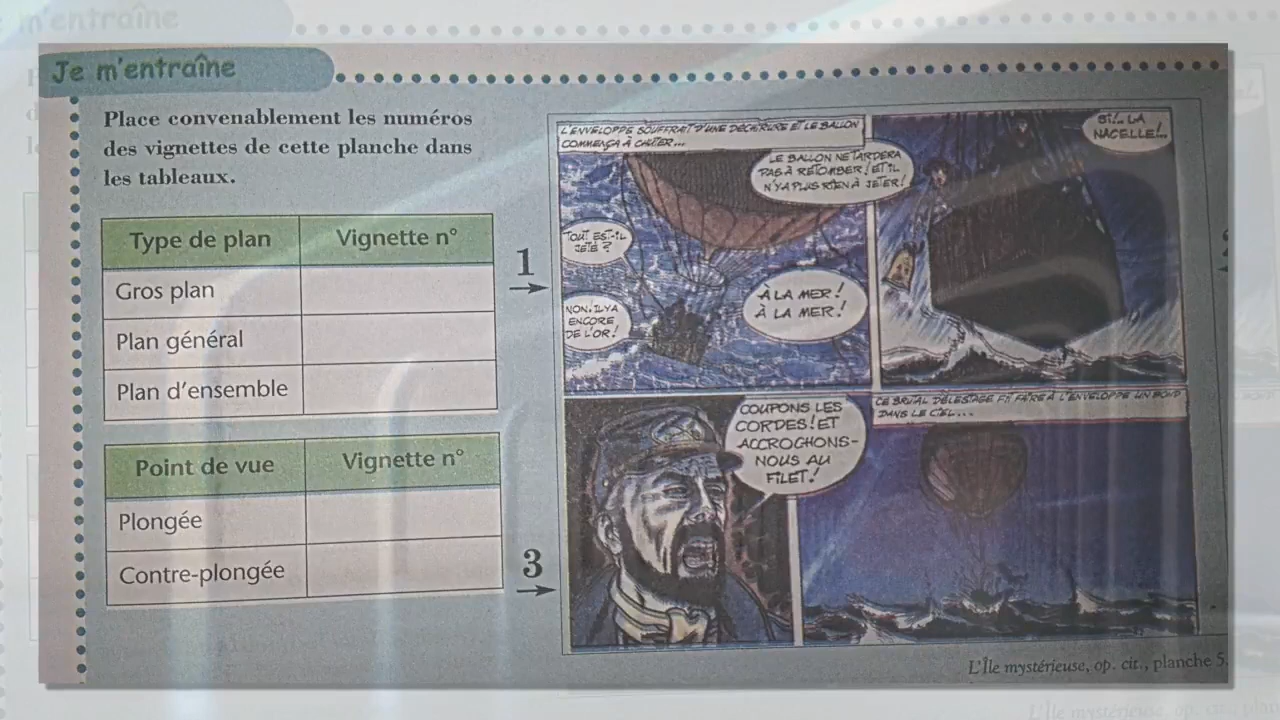 Je m'entraîne
Place convenablement les numéros
des vignettes de cette planche dans
les tableaux.
Type de plan Vignette n°
Gros plan
Plan général
Plan d'ensemble
Point de vue Vignette n°
Plongée
Contre-plongée
1
L'ENVELOPPE SOUFFRAIT D'UNE DÉCHIRURE ET LE BALLON
COMMENÇA À CHUTER...
LE BALLON NE TARDERA
PAS À RETOMBER! ET IL
N'Y A PLUS RIEN À JETER!
TOUT EST-IL
JETÉ?
NON, IL Y A
ENCORE
DE L'OR!
À LA MER!
À LA MER!
SI!.. LA
NACELLE!..
3
COUPONS LES
CORDES! ET
ACCROCHONS-
NOUS AU
FILET!
CE BRUTAL DÉLESTAGE FIT FAIRE À L'ENVELOPPE UN BOND
DANS LE CIEL...
L'Île mystérieuse, op. cit., planche 5.